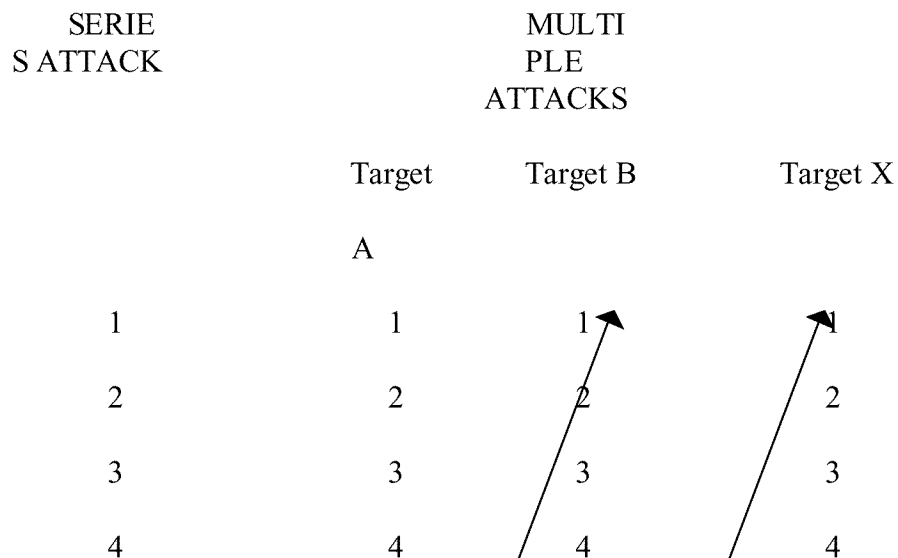 SERIE MULTI
S ATTACK PLE
ATTACKS
Target Target B Target X
A
1 1 1 1
2 2 2 2
3 3 3 3
4 4 4 4